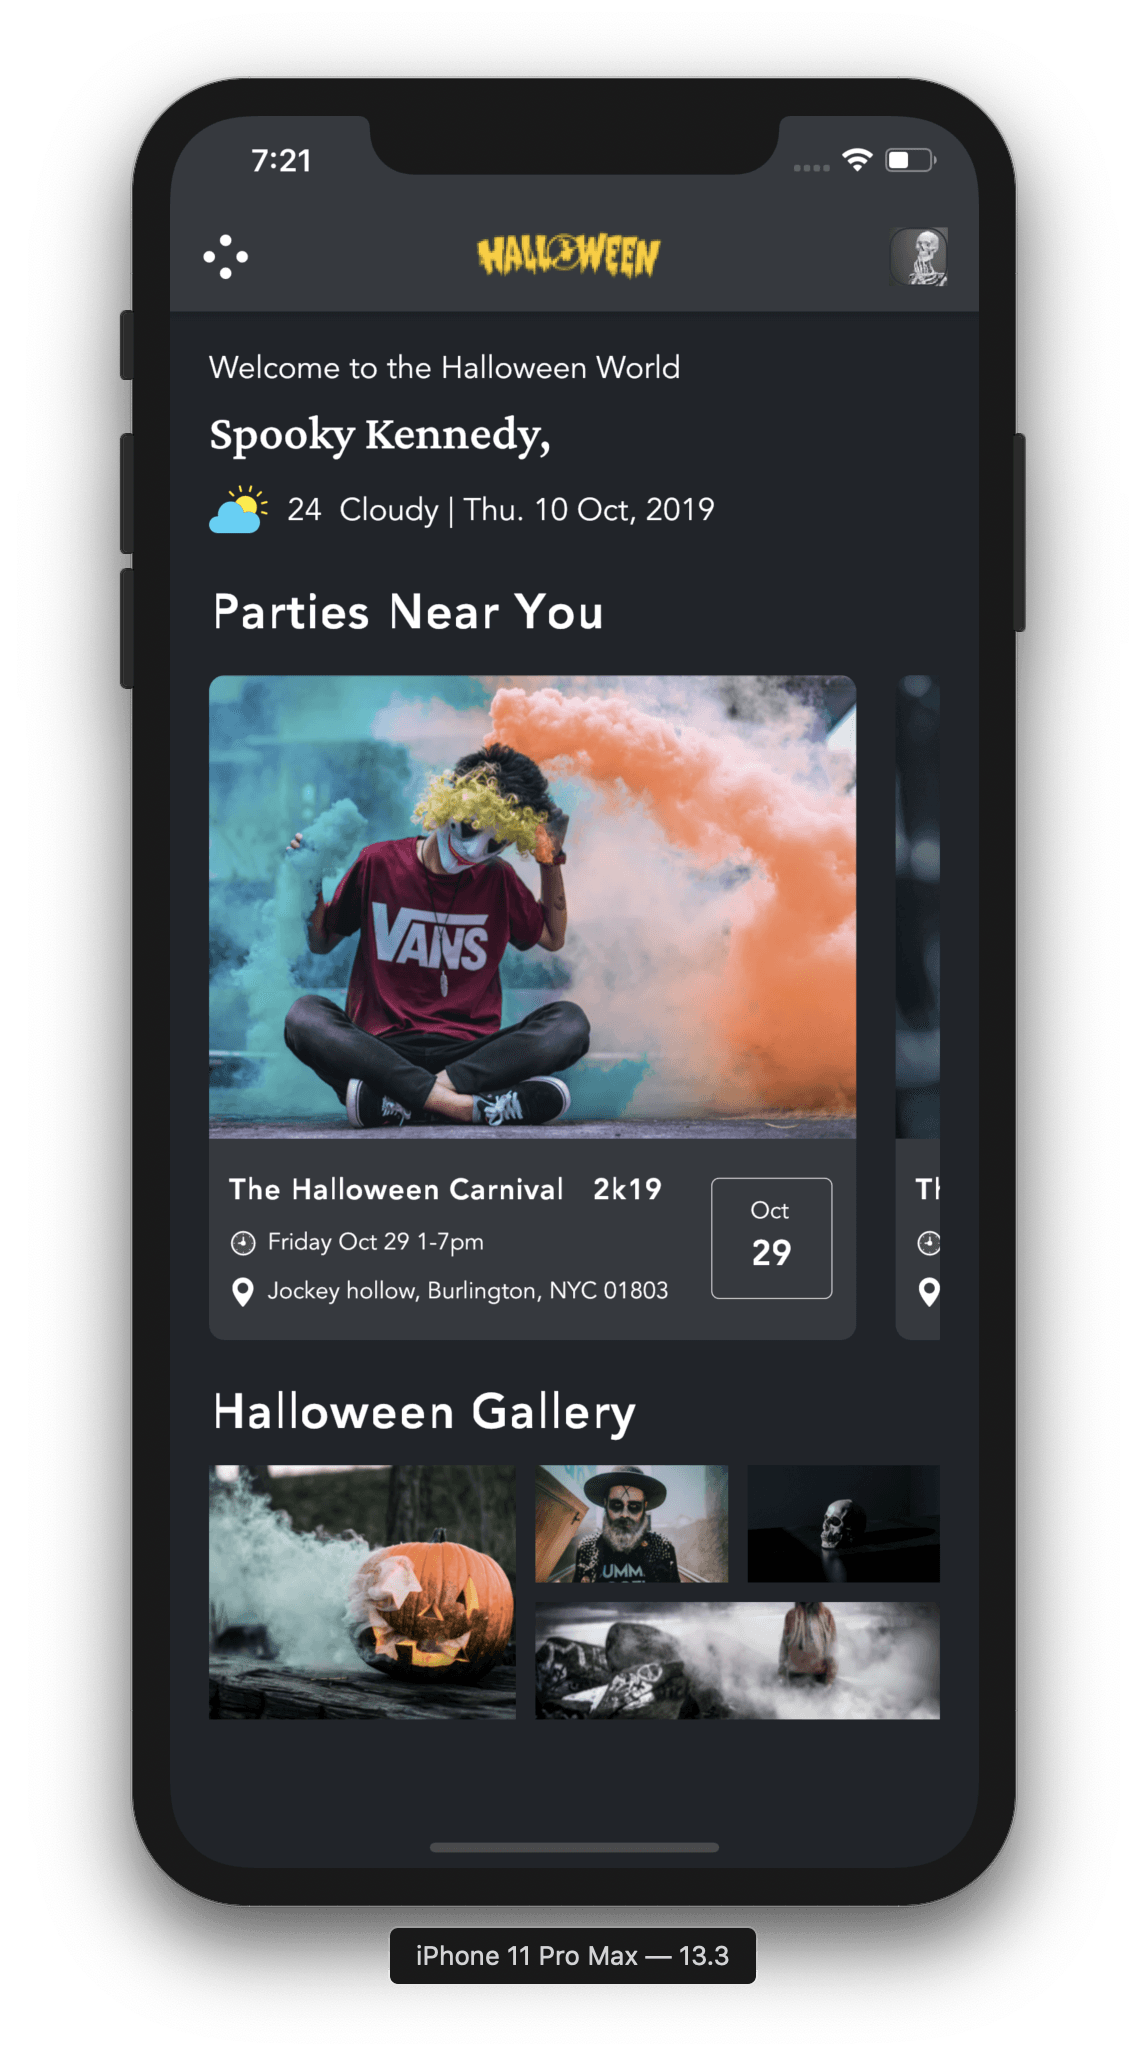 7:21
HALLOWEEN
Welcome to the Halloween World
Spooky Kennedy,
24 Cloudy | Thu. 10 Oct, 2019
Parties Near You
VANS
The Halloween Carnival 2k19
Oct
29
Friday Oct 29 1-7pm
Jockey hollow, Burlington, NYC 01803
Th
Halloween Gallery
UMM
iPhone 11 Pro Max — 13.3